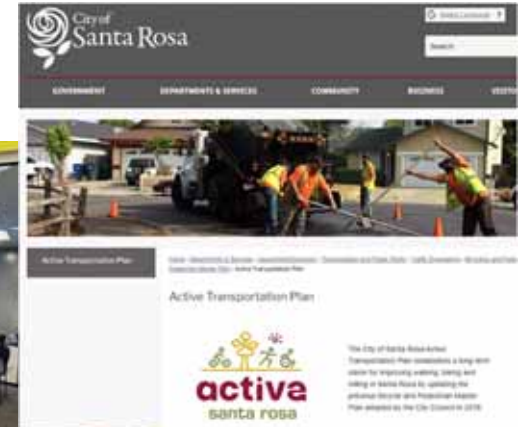 City of
Santa Rosa
Select Language
Search
GOVERNMENT DEPARTMENTS & SERVICES COMMUNITY BUSINESS
Active Transportation Plan
Active Transportation Plan
activa
santa rosa
The City of Santa Rosa Active
Transportation Plan establishes a long-term
vision for improving walking, biking and
rolling in Santa Rosa by updating the
previous Bicycle and Pedestrian Master
Plan adopted by the City Council in